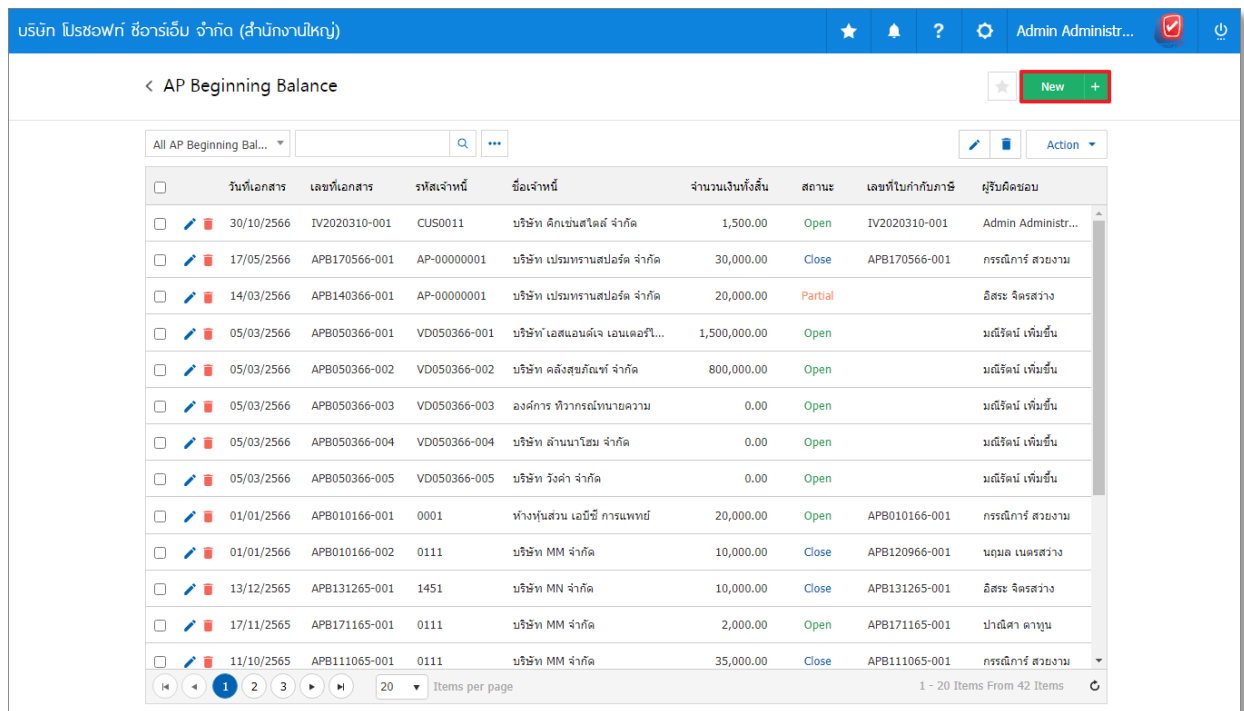 บริษัท โปรซอฟท์ ซีอาร์เอ็ม จำกัด (สำนักงานใหญ่) ? Admin Administr...
< AP Beginning Balance New +
All AP Beginning Bal... Action
วันที่เอกสาร เลขที่เอกสาร รหัสเจ้าหนี้ ชื่อเจ้าหนี้ จำนวนเงินทั้งสิ้น สถานะ เลขที่ใบกำกับภาษี ผู้รับผิดชอบ
30/10/2566 IV2020310-001 CUS0011 บริษัท คิกเช่นสไตล์ จำกัด 1,500.00 Open IV2020310-001 Admin Administr...
17/05/2566 APB170566-001 AP-00000001 บริษัท เปรมทรานสปอร์ต จำกัด 30,000.00 Close APB170566-001 กรรณิการ์ สวยงาม
14/03/2566 APB140366-001 AP-00000001 บริษัท เปรมทรานสปอร์ต จำกัด 20,000.00 Partial อิสระ จิตรสว่าง
05/03/2566 APB050366-001 VD050366-001 บริษัท เอสแอนด์เจ เอนเตอร์ไ... 1,500,000.00 Open มณีรัตน์ เพิ่มขึ้น
05/03/2566 APB050366-002 VD050366-002 บริษัท คลังสุขภัณฑ์ จำกัด 800,000.00 Open มณีรัตน์ เพิ่มขึ้น
05/03/2566 APB050366-003 VD050366-003 องค์การ ทิวากรณ์ทนายความ 0.00 Open มณีรัตน์ เพิ่มขึ้น
05/03/2566 APB050366-004 VD050366-004 บริษัท ล้านนาโฮม จำกัด 0.00 Open มณีรัตน์ เพิ่มขึ้น
05/03/2566 APB050366-005 VD050366-005 บริษัท วังคำ จำกัด 0.00 Open มณีรัตน์ เพิ่มขึ้น
01/01/2566 APB010166-001 0001 ห้างหุ้นส่วน เอบีซี การแพทย์ 20,000.00 Open APB010166-001 กรรณิการ์ สวยงาม
01/01/2566 APB010166-002 0111 บริษัท MM จำกัด 10,000.00 Close APB120966-001 นฤมล เนตรสว่าง
13/12/2565 APB131265-001 1451 บริษัท MN จำกัด 10,000.00 Close APB131265-001 อิสระ จิตรสว่าง
17/11/2565 APB171165-001 0111 บริษัท MM จำกัด 2,000.00 Open APB171165-001 ปาณิศา ดาทูน
11/10/2565 APB111065-001 0111 บริษัท MM จำกัด 35,000.00 Close APB111065-001 กรรณิการ์ สวยงาม
1 2 3 20 Items per page 1 - 20 Items From 42 Items